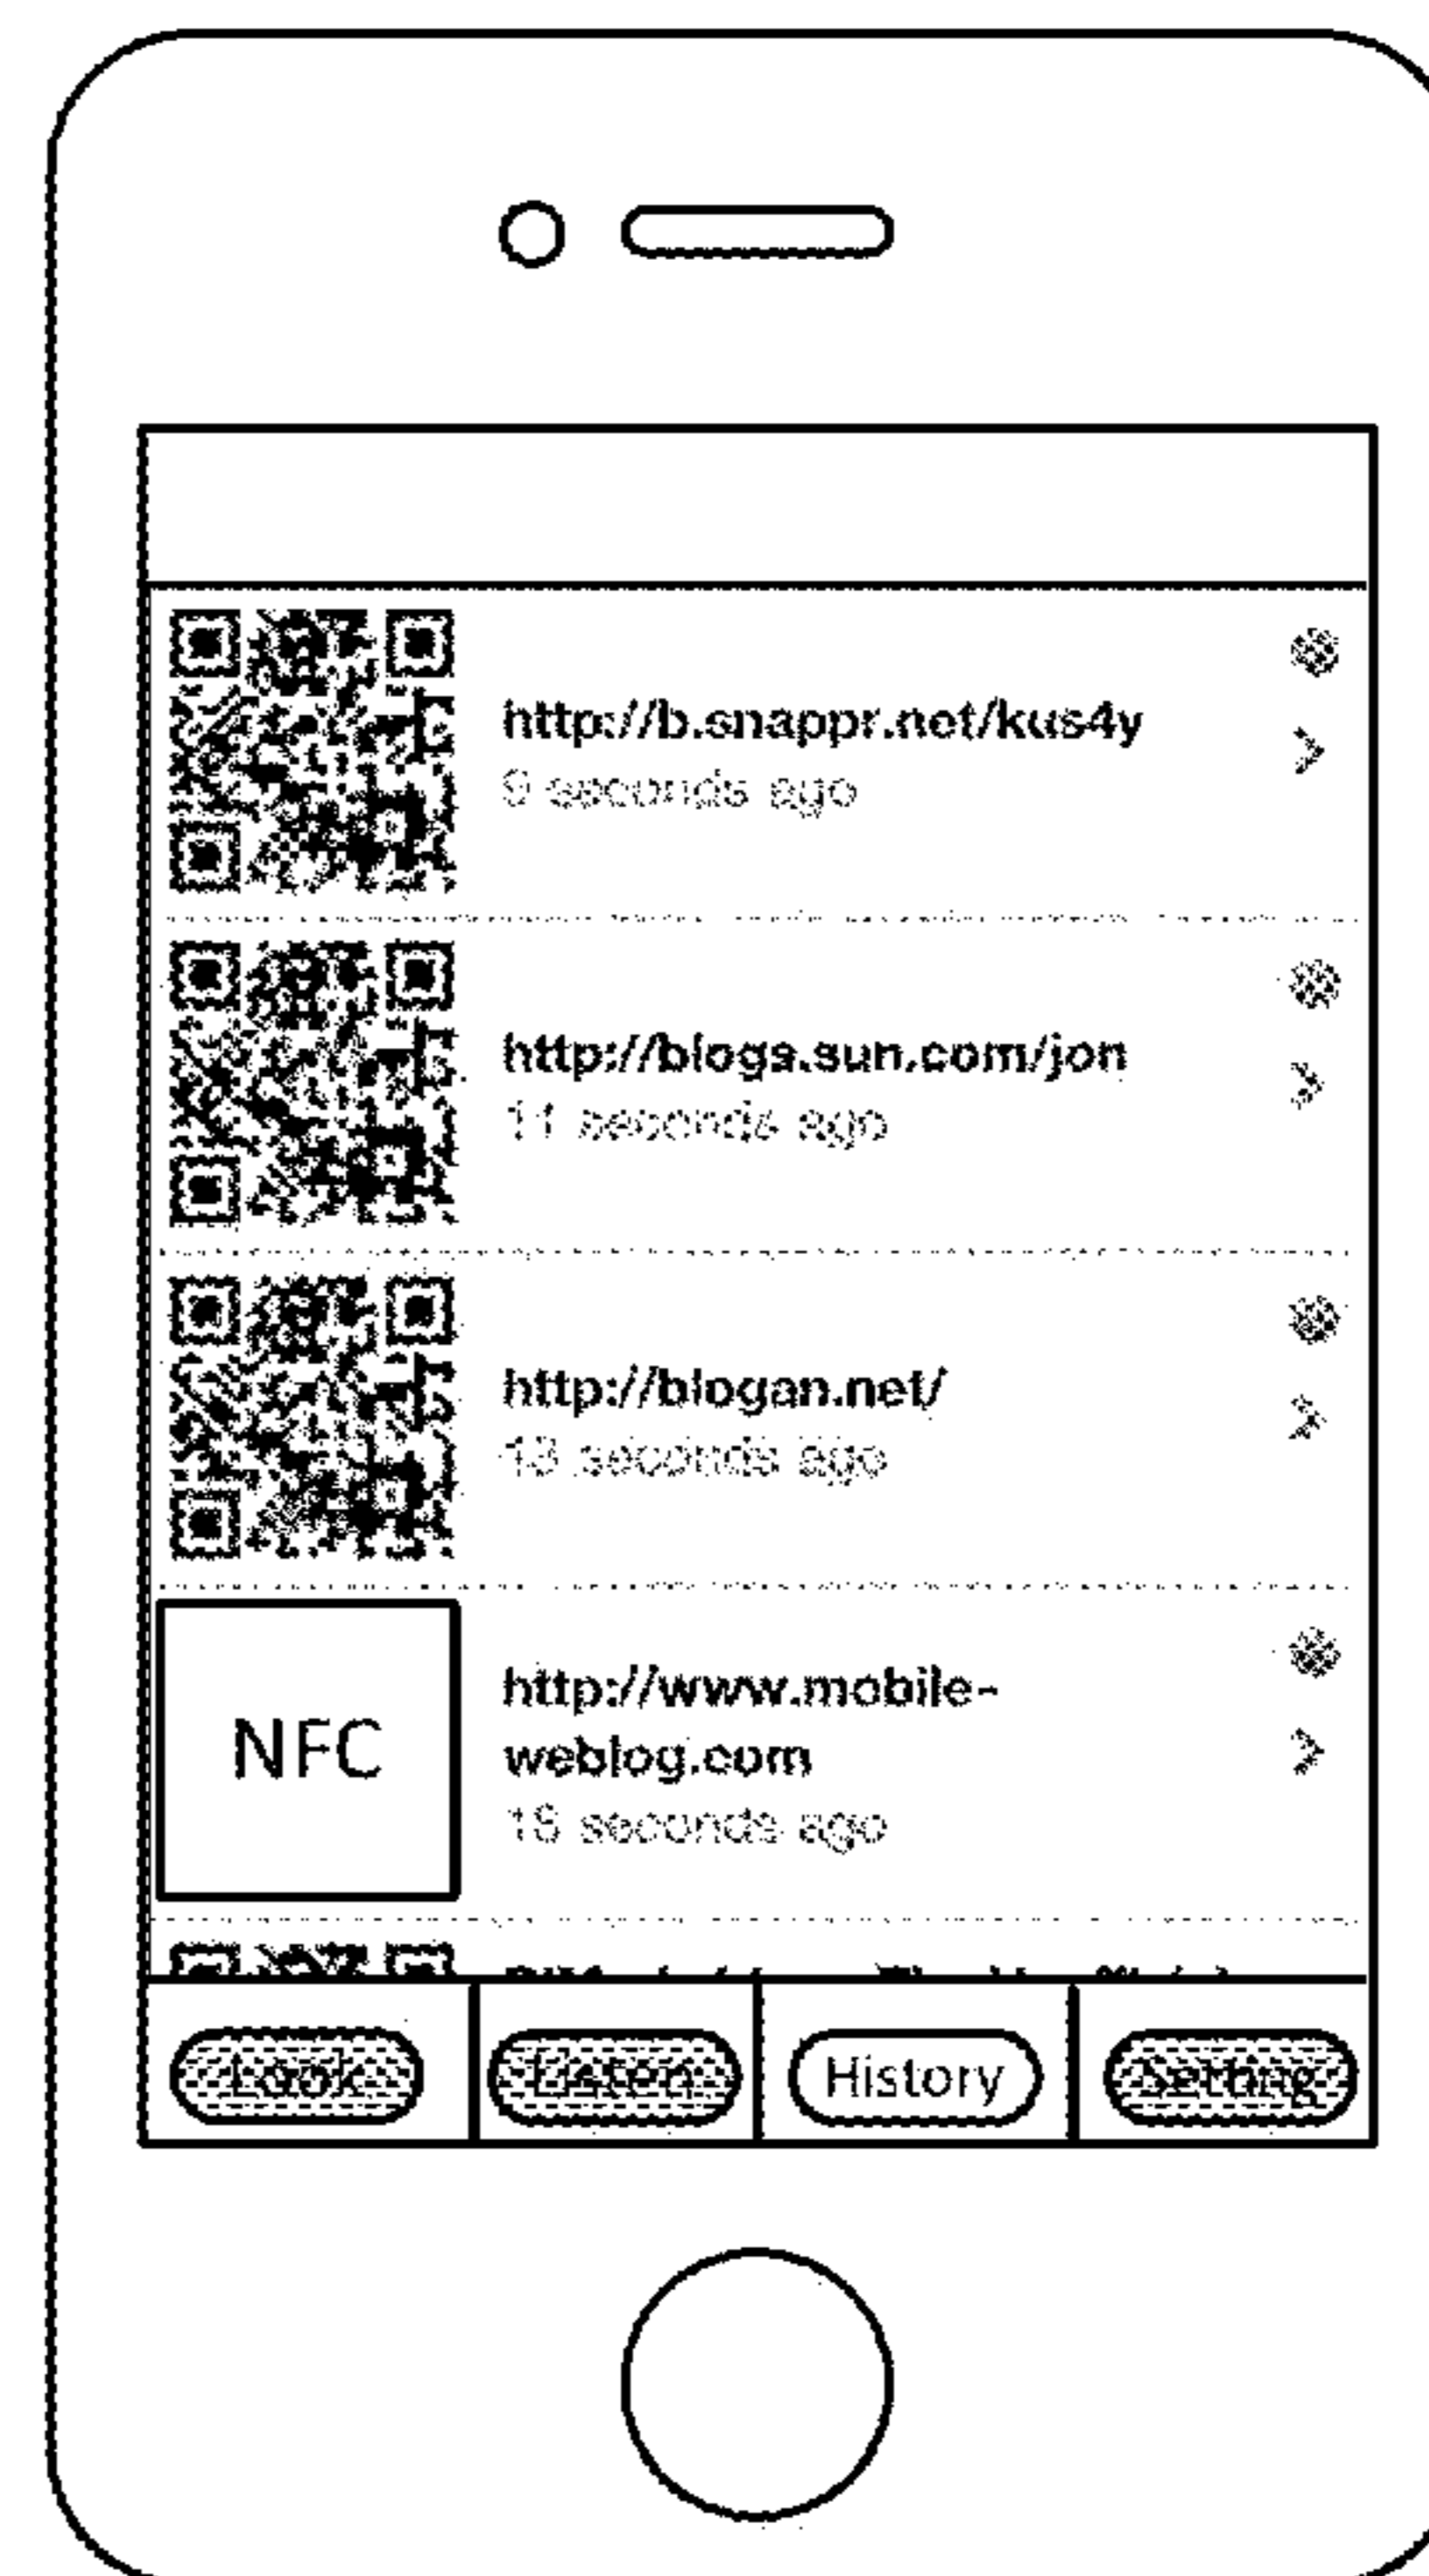 http://b.snappr.net/kus4y
9 seconds ago
http://blogs.sun.com/jon
11 seconds ago
http://blogan.net/
13 seconds ago
NFC
http://www.mobile-
weblog.com
seconds ago
Look
Listen
History
Setting